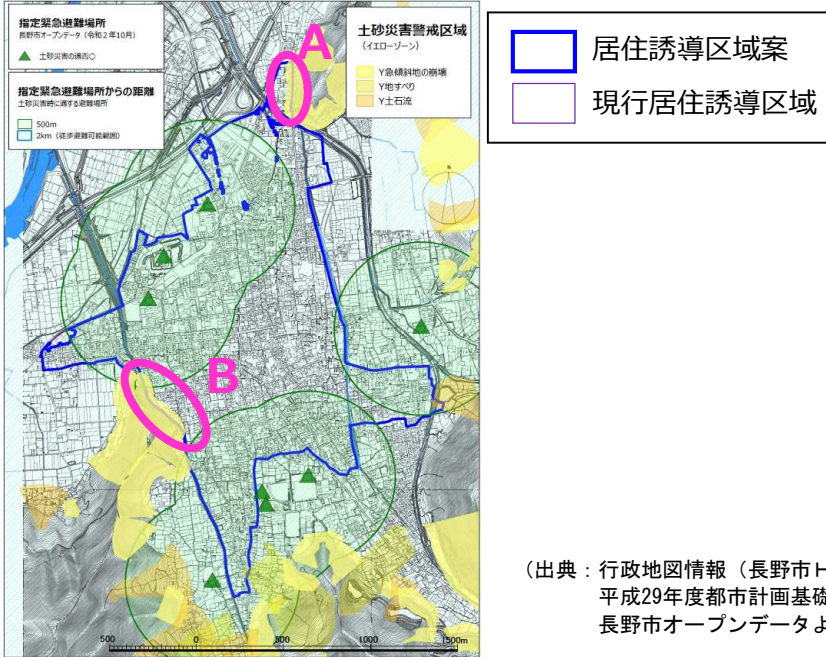 指定緊急避難場所
長野市オープンデータ（令和２年10月）
土砂災害の適否○
指定緊急避難場所からの距離
土砂災害時に適する避難場所
500m
2km（徒歩避難可能範囲）
土砂災害警戒区域
（イエローゾーン）
Y急傾斜地の崩壊
Y地すべり
Y土石流
A
B
500
0
500
1000
1500m
居住誘導区域案
現行居住誘導区域
（出典：行政地図情報（長野市
平成29年度都市計画基礎
長野市オープンデータよ